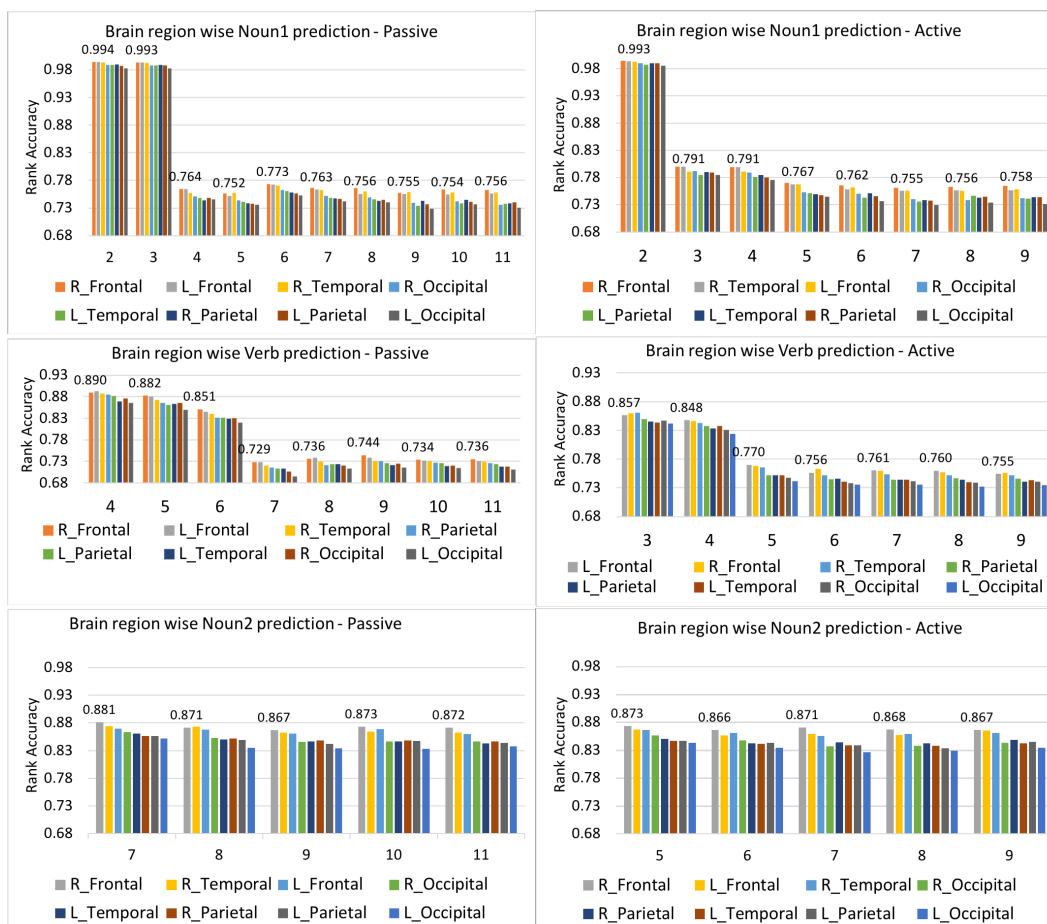 Brain region wise Noun1 prediction - Passive
0.994 0.993
0.98
0.93
0.88
0.83
0.78
0.73
0.68
Rank Accuracy
0.764 0.752 0.773 0.763 0.756 0.755 0.754 0.756
2 3 4 5 6 7 8 9 10 11
R_Frontal L_Frontal R_Temporal R_Occipital
L_Temporal R_Parietal L_Parietal L_Occipital
Brain region wise Noun1 prediction - Active
0.993
0.98
0.93
0.88
0.83
0.78
0.73
0.68
Rank Accuracy
0.791 0.791 0.767 0.762 0.755 0.756 0.758
2 3 4 5 6 7 8 9
R_Frontal R_Temporal L_Frontal R_Occipital
L_Parietal L_Temporal R_Parietal L_Occipital
Brain region wise Verb prediction - Passive
0.93
0.88
0.83
0.78
0.73
0.68
Rank Accuracy
0.890 0.882 0.851 0.729 0.736 0.744 0.734 0.736
4 5 6 7 8 9 10 11
R_Frontal L_Frontal R_Temporal R_Parietal
L_Parietal L_Temporal R_Occipital L_Occipital
Brain region wise Verb prediction - Active
0.93
0.88
0.83
0.78
0.73
0.68
Rank Accuracy
0.857 0.848 0.770 0.756 0.761 0.760 0.755
3 4 5 6 7 8 9
L_Frontal R_Frontal R_Temporal R_Parietal
L_Parietal L_Temporal R_Occipital L_Occipital
Brain region wise Noun2 prediction - Passive
0.98
0.93
0.88
0.83
0.78
0.73
0.68
Rank Accuracy
0.881 0.871 0.867 0.873 0.872
7 8 9 10 11
R_Frontal R_Temporal L_Frontal R_Occipital
L_Temporal R_Parietal L_Parietal L_Occipital
Brain region wise Noun2 prediction - Active
0.98
0.93
0.88
0.83
0.78
0.73
0.68
Rank Accuracy
0.873 0.866 0.871 0.868 0.867
5 6 7 8 9
R_Frontal L_Frontal R_Temporal R_Occipital
R_Parietal L_Temporal L_Parietal L_Occipital